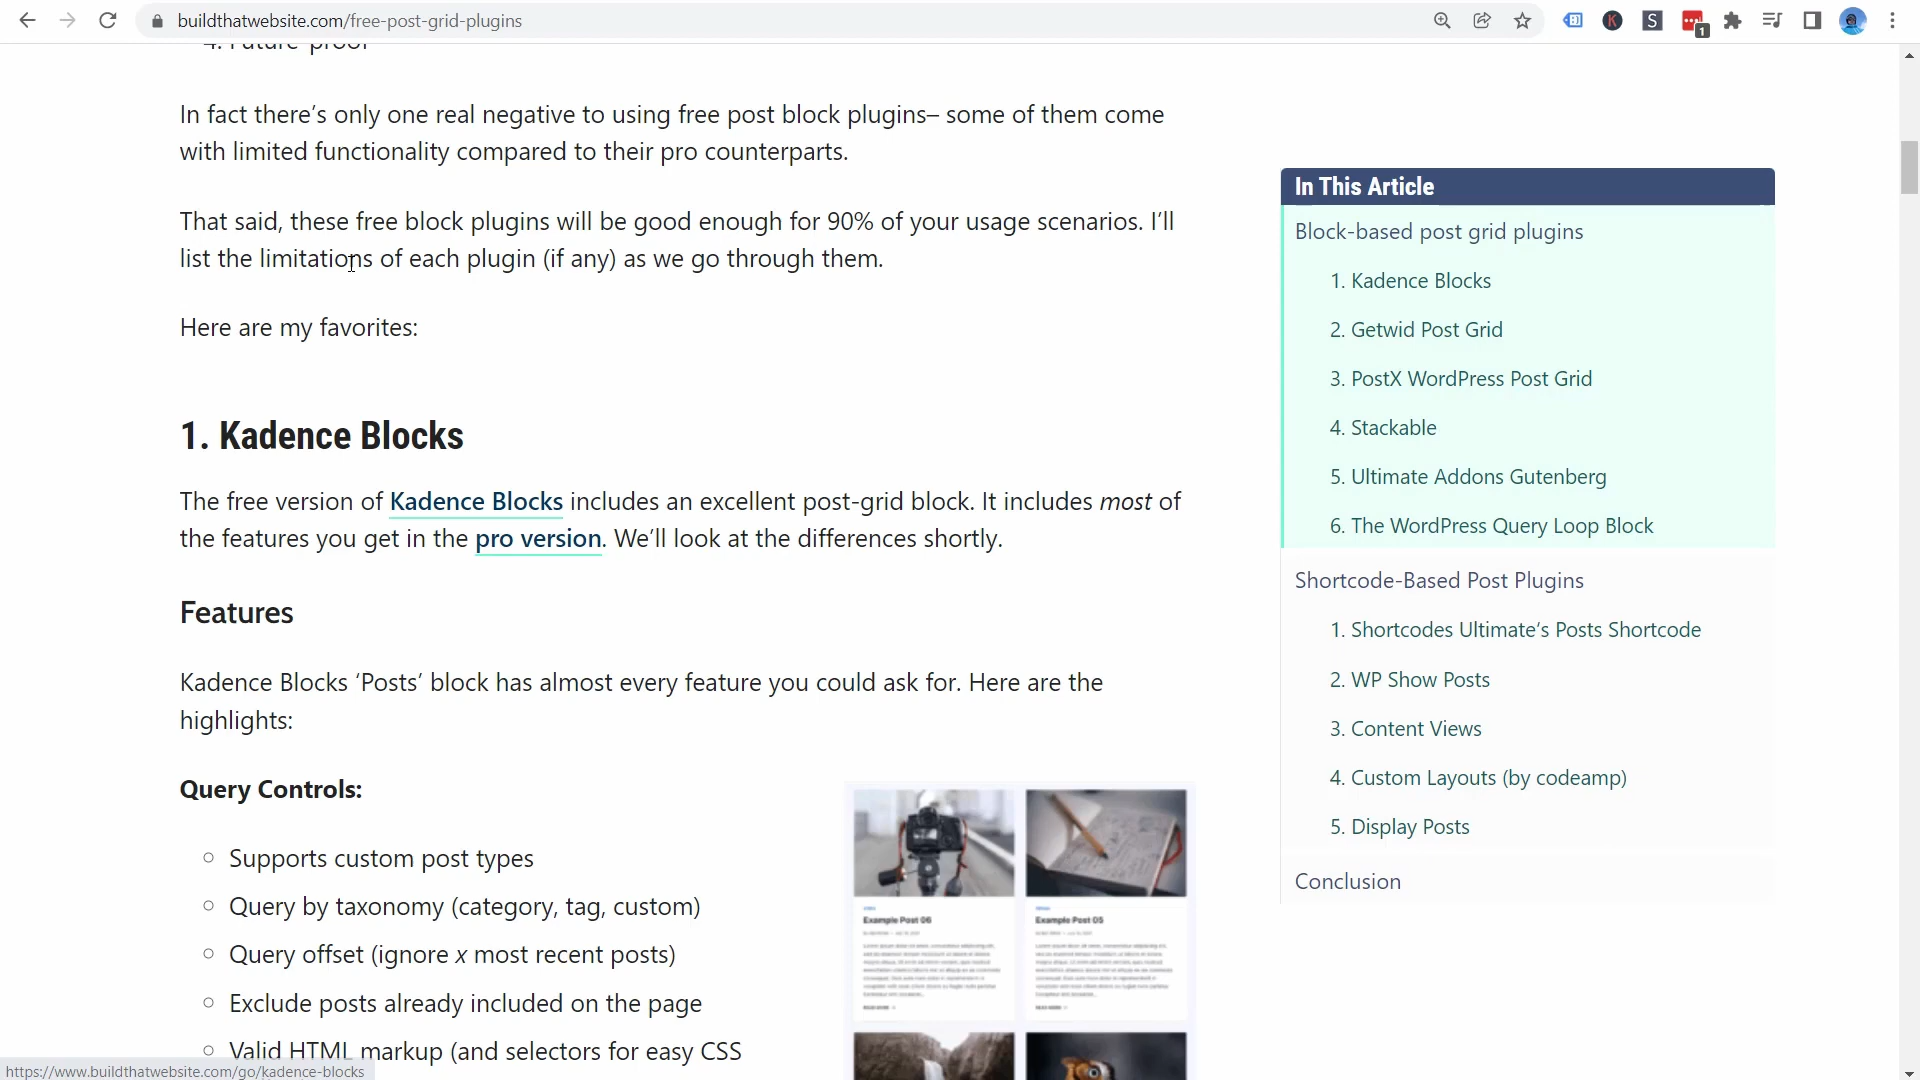 buildthatwebsite.com/free-post-grid-plugins
S
1
4. Future-proof
In fact there’s only one real negative to using free post block plugins– some of them come
with limited functionality compared to their pro counterparts.
That said, these free block plugins will be good enough for 90% of your usage scenarios. I’ll
list the limitations of each plugin (if any) as we go through them.
Here are my favorites:
1. Kadence Blocks
The free version of Kadence Blocks includes an excellent post-grid block. It includes most of
the features you get in the pro version. We’ll look at the differences shortly.
Features
Kadence Blocks ‘Posts’ block has almost every feature you could ask for. Here are the
highlights:
Query Controls:
Supports custom post types
Query by taxonomy (category, tag, custom)
Query offset (ignore x most recent posts)
Exclude posts already included on the page
Valid HTML markup (and selectors for easy CSS
Example Post 06
Example Post 05
READ MORE
READ MORE
In This Article
Block-based post grid plugins
1. Kadence Blocks
2. Getwid Post Grid
3. PostX WordPress Post Grid
4. Stackable
5. Ultimate Addons Gutenberg
6. The WordPress Query Loop Block
Shortcode-Based Post Plugins
1. Shortcodes Ultimate’s Posts Shortcode
2. WP Show Posts
3. Content Views
4. Custom Layouts (by codeamp)
5. Display Posts
Conclusion
https://www.buildthatwebsite.com/go/kadence-blocks